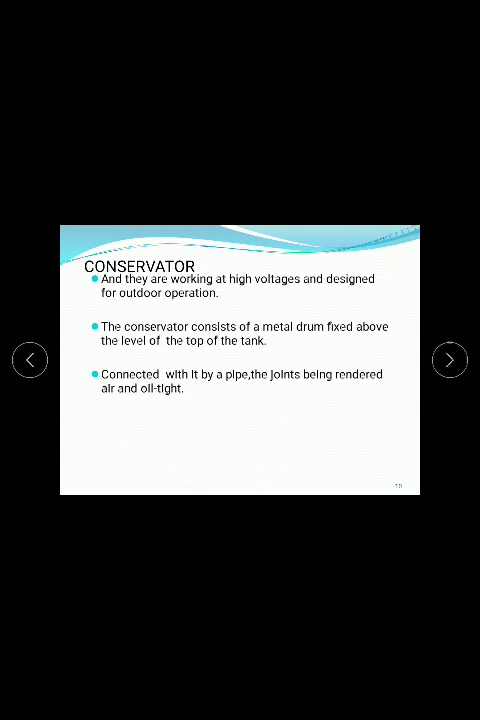 CONSERVATOR
And they are working at high voltages and designed
for outdoor operation.
The conservator consists of a metal drum fixed above
the level of the top of the tank.
Connected with it by a pipe,the joints being rendered
air and oil-tight.
10